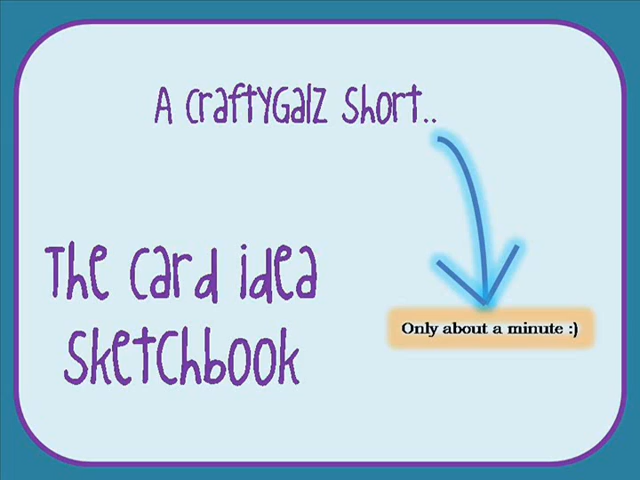 A CraftyGalz Short..
The Card idea
Sketchbook
Only about a minute :)